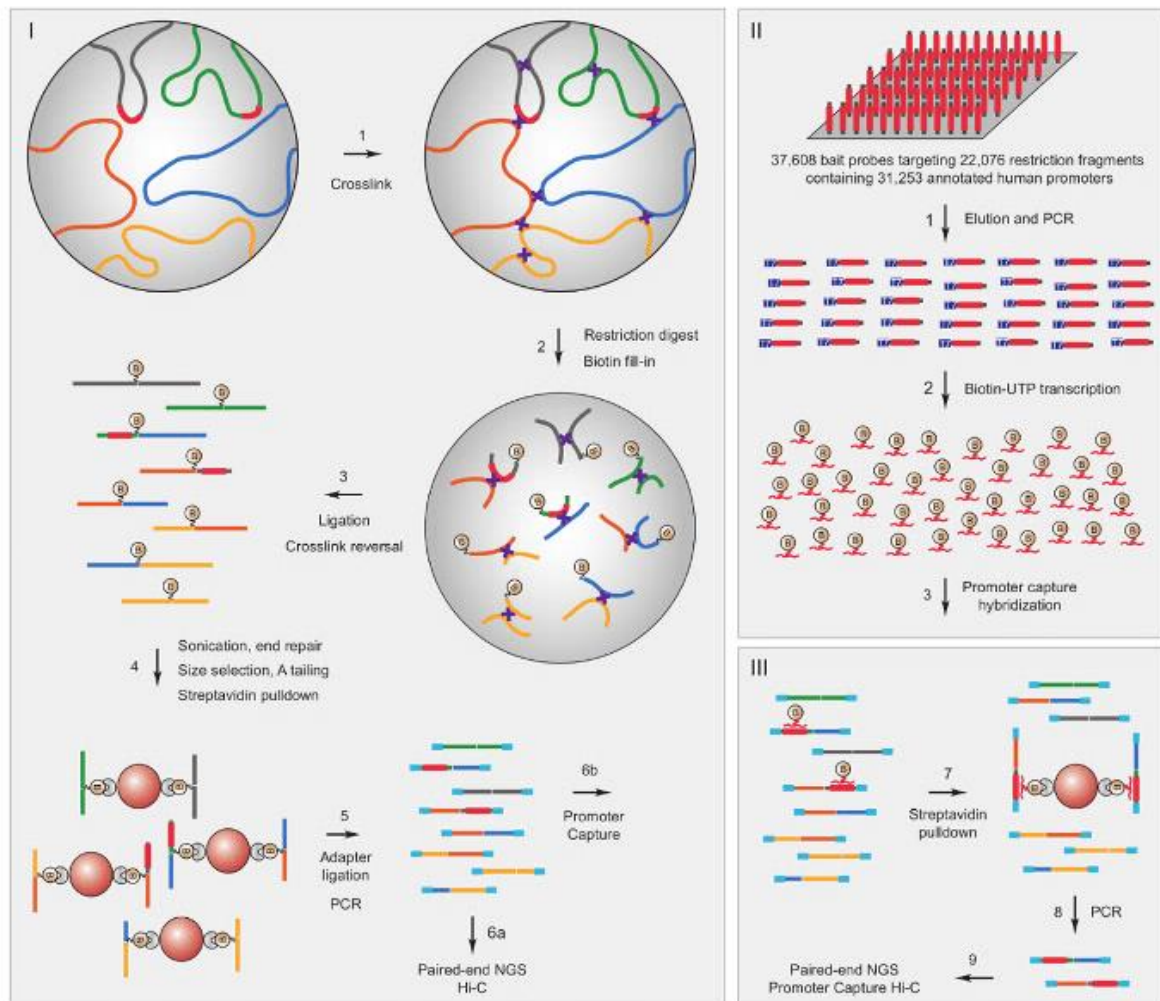 I
1
Crosslink
2
Restriction digest
Biotin fill-in
3
Ligation
Crosslink reversal
4
Sonication, end repair
Size selection, A tailing
Streptavidin pulldown
5
Adapter
ligation
PCR
6a
Paired-end NGS
Hi-C
6b
Promoter
Capture
II
37,608 bait probes targeting 22,076 restriction fragments
containing 31,253 annotated human promoters
1
Elution and PCR
2
Biotin-UTP transcription
3
Promoter capture
hybridization
III
7
Streptavidin
pulldown
8
PCR
9
Paired-end NGS
Promoter Capture Hi-C